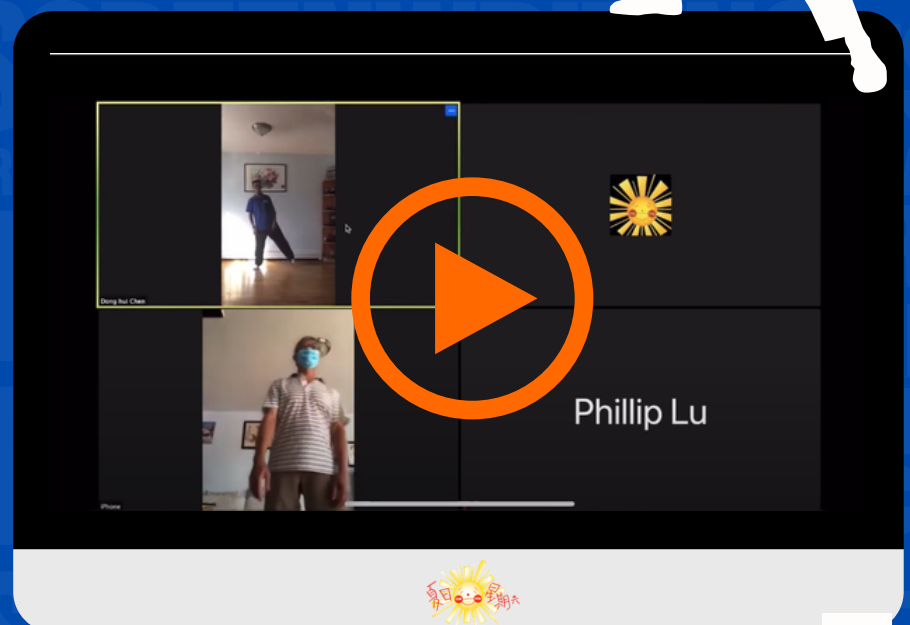 Dong hui Chen
Phillip Lu
iPhone
夏日星期六